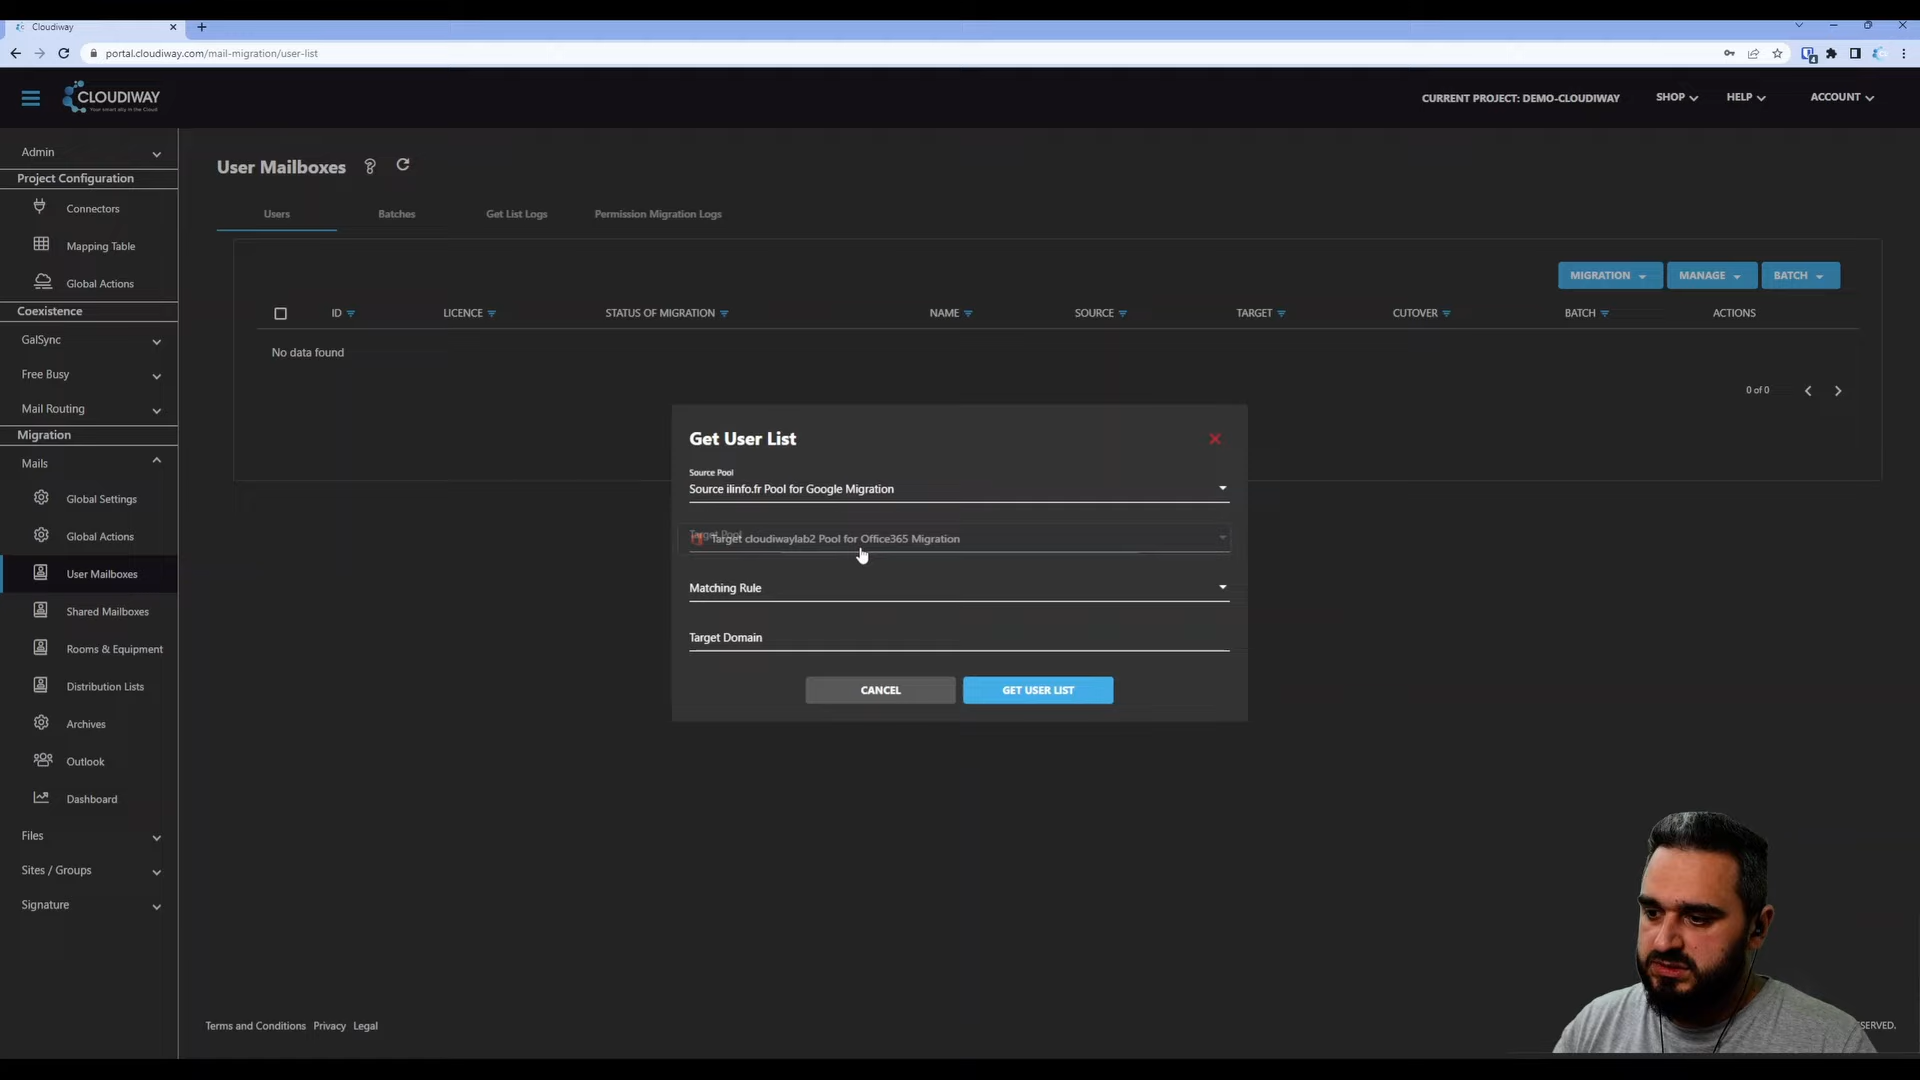 Cloudiway
portal.cloudiway.com/mail-migration/user-list
CLOUDIWAY
CURRENT PROJECT: DEMO-CLOUDIWAY
SHOP
HELP
ACCOUNT
Admin
Project Configuration
Connectors
Mapping Table
Global Actions
Coexistence
GalSync
Free Busy
Mail Routing
Migration
Mails
Global Settings
Global Actions
User Mailboxes
Shared Mailboxes
Rooms & Equipment
Distribution Lists
Archives
Outlook
Dashboard
Files
Sites / Groups
Signature
User Mailboxes
Users
Batches
Get List Logs
Permission Migration Logs
MIGRATION
MANAGE
BATCH
ID
LICENCE
STATUS OF MIGRATION
NAME
SOURCE
TARGET
CUTOVER
BATCH
ACTIONS
No data found
0 of 0
Get User List
Source Pool
Source ilinfo.fr Pool for Google Migration
Target Pool
Target cloudiwaylab2 Pool for Office365 Migration
Matching Rule
Target Domain
CANCEL
GET USER LIST
Terms and Conditions Privacy Legal
SERVED.